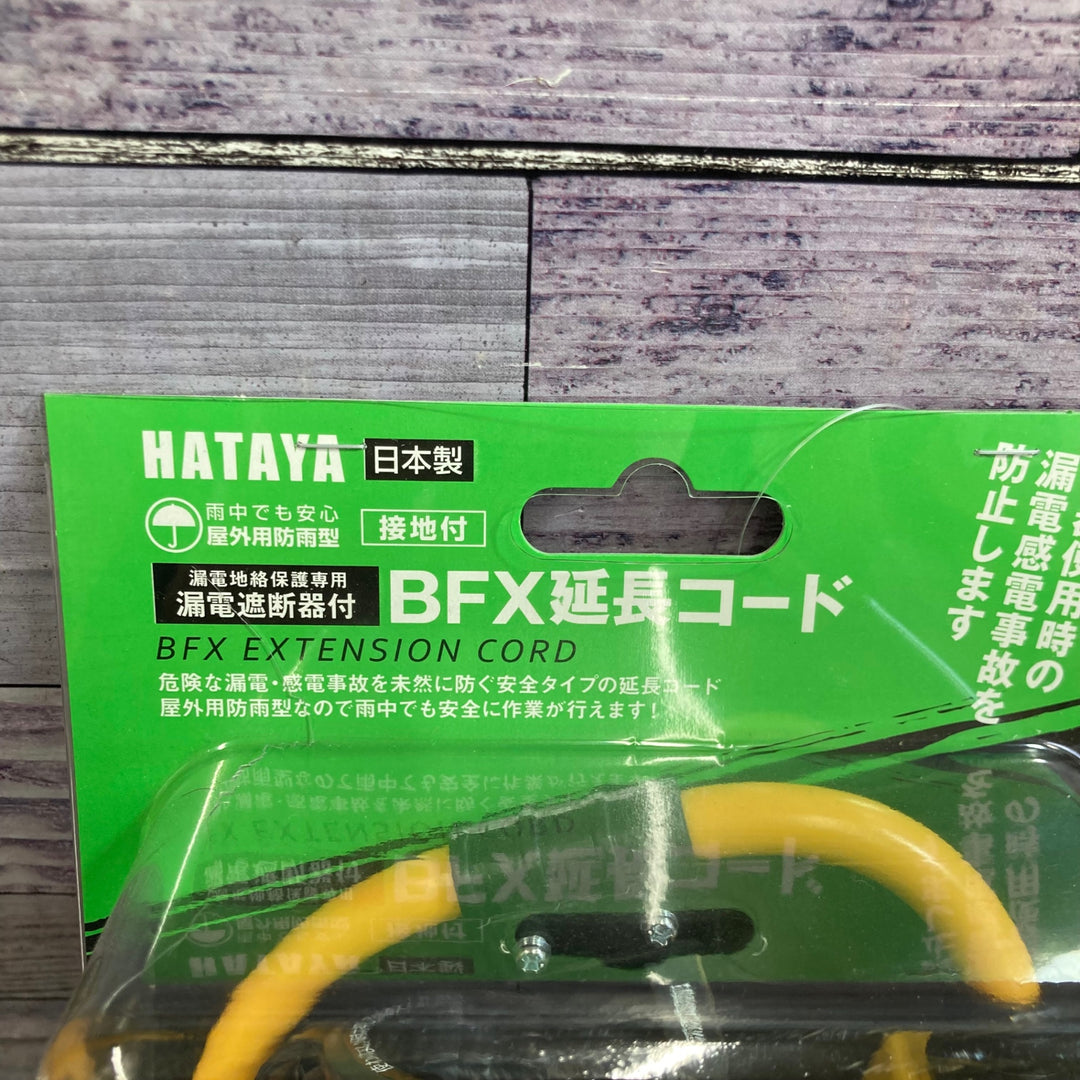 HATAYA 日本製
雨中でも安心
屋外用防雨型 接地付
漏電地絡保護専用
漏電遮断器付 BFX延長コード
BFX EXTENSION CORD
危険な漏電・感電事故を未然に防ぐ安全タイプの延長コード
屋外用防雨型なので雨中でも安全に作業が行えます!
使用時の
漏電感電事故を
防止します